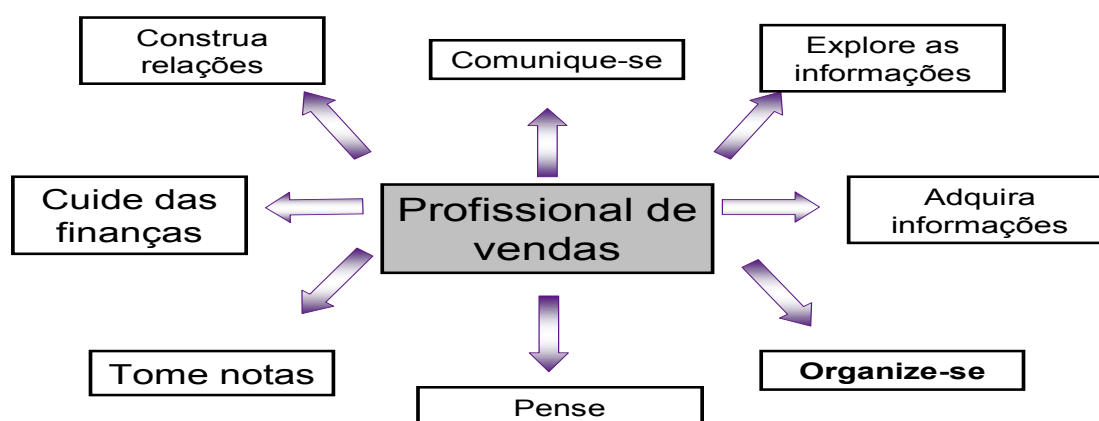 Construa
relações
Comunique-se
Explore as
informações
Cuide das
finanças
Profissional de
vendas
Adquira
informações
Tome notas
Pense
Organize-se